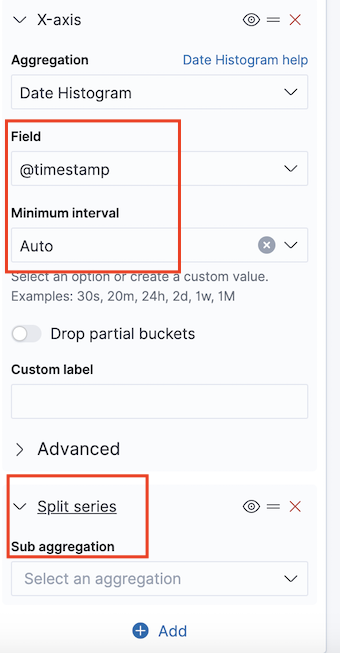 X-axis
Aggregation Date Histogram help
Date Histogram
Field
@timestamp
Minimum interval
Auto
Select an option or create a custom value.
Examples: 30s, 20m, 24h, 2d, 1w, 1M
Drop partial buckets
Custom label
Advanced
Split series
Sub aggregation
Select an aggregation
Add